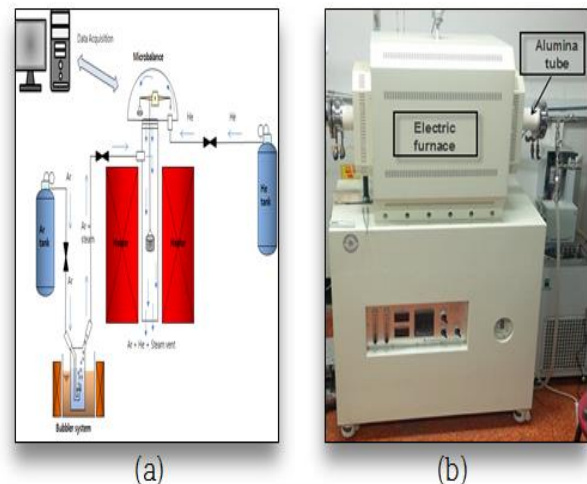 Data Acquisition
Microbalance
He
He
Ar
Ar +
steam
Ar
tank
Ar
He
tank
Heater
Heater
Ar + He + Steam vent
Bubbler system
Alumina
tube
Electric
furnace
(a)
(b)